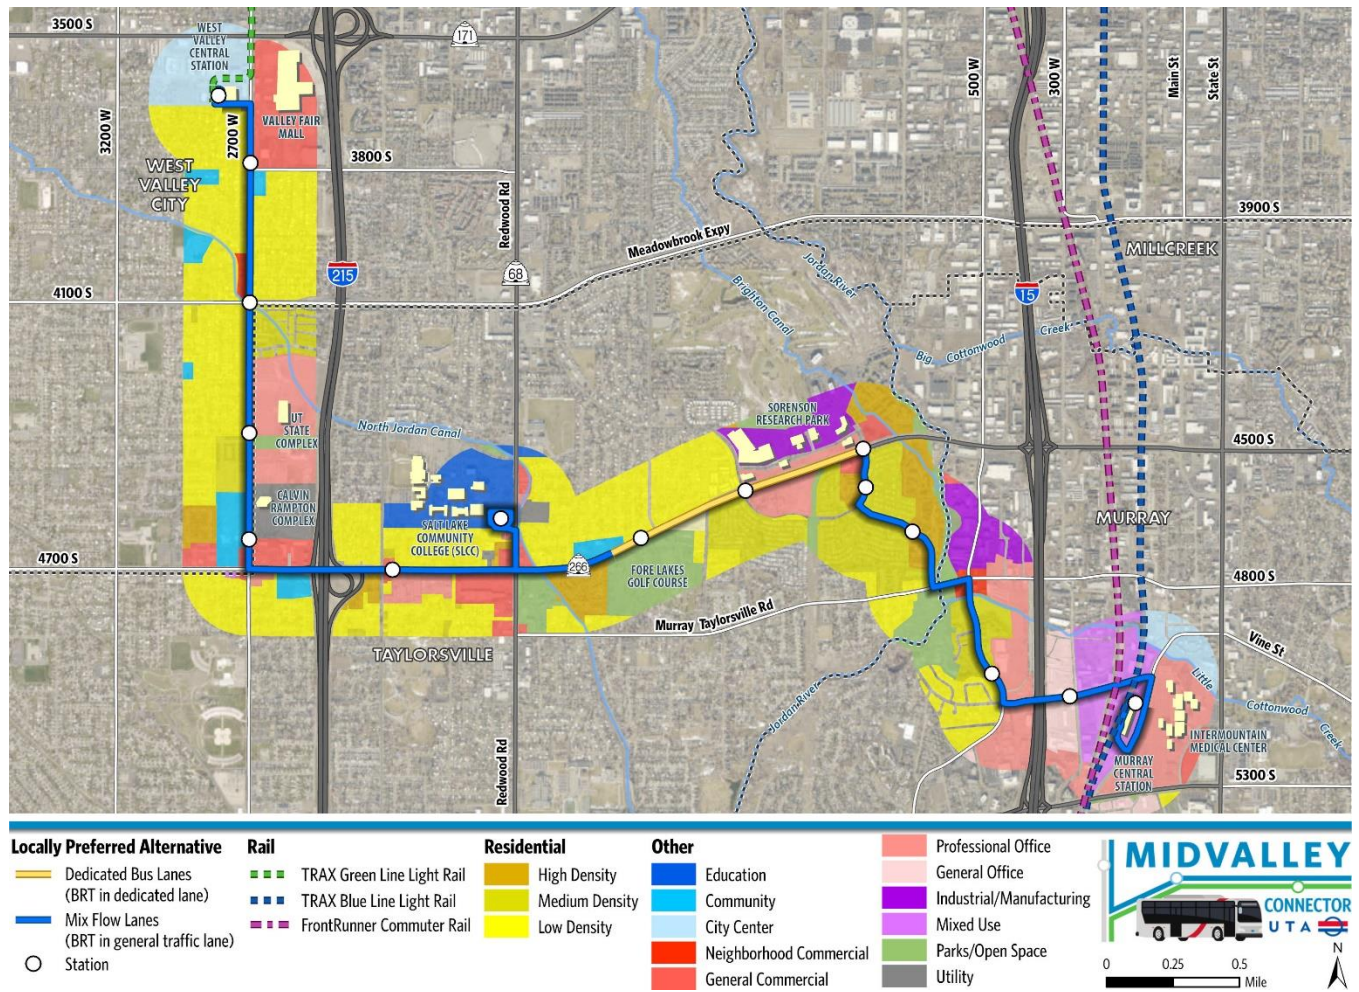 3500 S
WEST
VALLEY
CENTRAL
STATION
171
VALLEY FAIR
MALL
3200 W
2700 W
3800 S
WEST
VALLEY
CITY
Redwood Rd
68
215
4100 S
Meadowbrook Expy
Jordan River
Brighton Canal
500 W
300 W
Main St
State St
3900 S
MILLCREEK
15
Big Cottonwood Creek
UT
STATE
COMPLEX
North Jordan Canal
CALVIN
RAMPTON
COMPLEX
SALT LAKE
COMMUNITY
COLLEGE (SLCC)
SORENSON
RESEARCH PARK
4500 S
MURRAY
4700 S
266
FORE LAKES
GOLF COURSE
4800 S
Murray Taylorsville Rd
TAYLORSVILLE
Jordan River
Vine St
Little Cottonwood Creek
INTERMOUNTAIN
MEDICAL CENTER
MURRAY
CENTRAL
STATION
5300 S
Redwood Rd
Locally Preferred Alternative
Dedicated Bus Lanes
(BRT in dedicated lane)
Mix Flow Lanes
(BRT in general traffic lane)
Station
Rail
TRAX Green Line Light Rail
TRAX Blue Line Light Rail
FrontRunner Commuter Rail
Residential
High Density
Medium Density
Low Density
Other
Education
Community
City Center
Neighborhood Commercial
General Commercial
Professional Office
General Office
Industrial/Manufacturing
Mixed Use
Parks/Open Space
Utility
MIDVALLEY
CONNECTOR
UTA
N
0 0.25 0.5
Mile